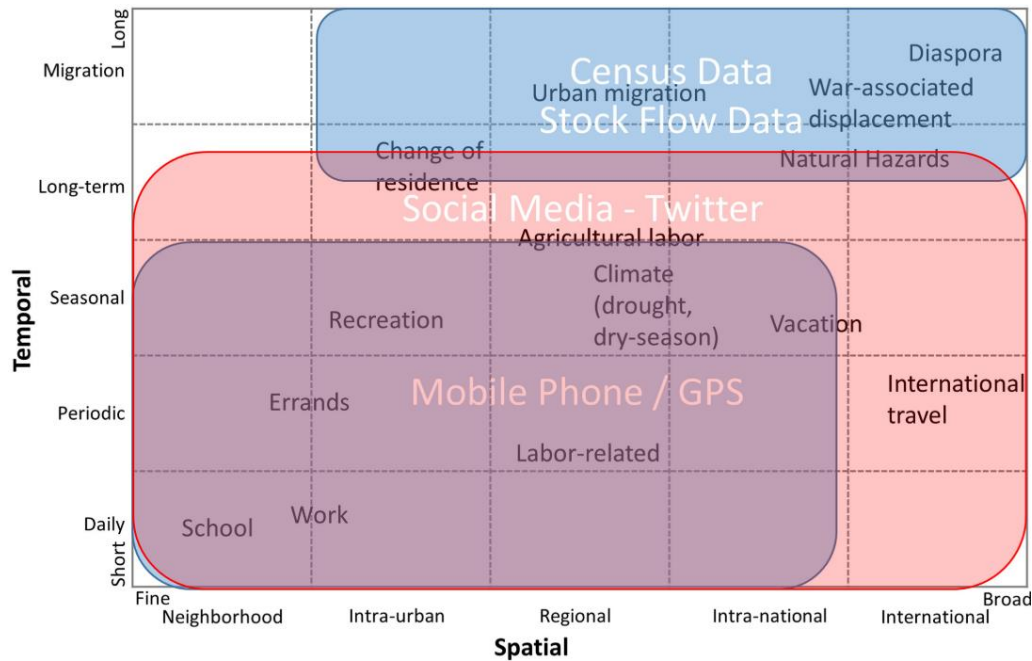 Long
Migration
Long-term
Seasonal
Periodic
Daily
Short
Temporal
Census Data
Stock Flow Data
Diaspora
Urban migration
War-associated
displacement
Change of
residence
Natural Hazards
Social Media - Twitter
Agricultural labor
Climate
(drought,
dry-season)
Recreation
Vacation
Errands
Mobile Phone / GPS
International
travel
Labor-related
School
Work
Fine
Broad
Neighborhood
Intra-urban
Regional
Intra-national
International
Spatial